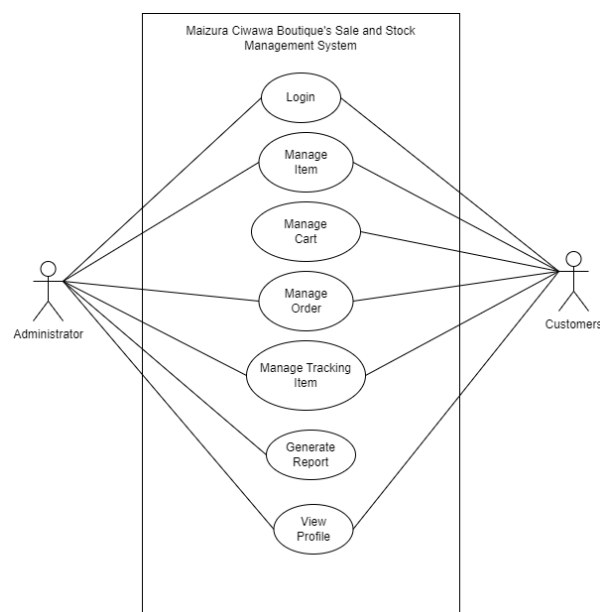 Maizura Ciwawa Boutique's Sale and Stock
Management System
Login
Manage
Item
Manage
Cart
Manage
Order
Administrator
Customers
Manage Tracking
Item
Generate
Report
View
Profile